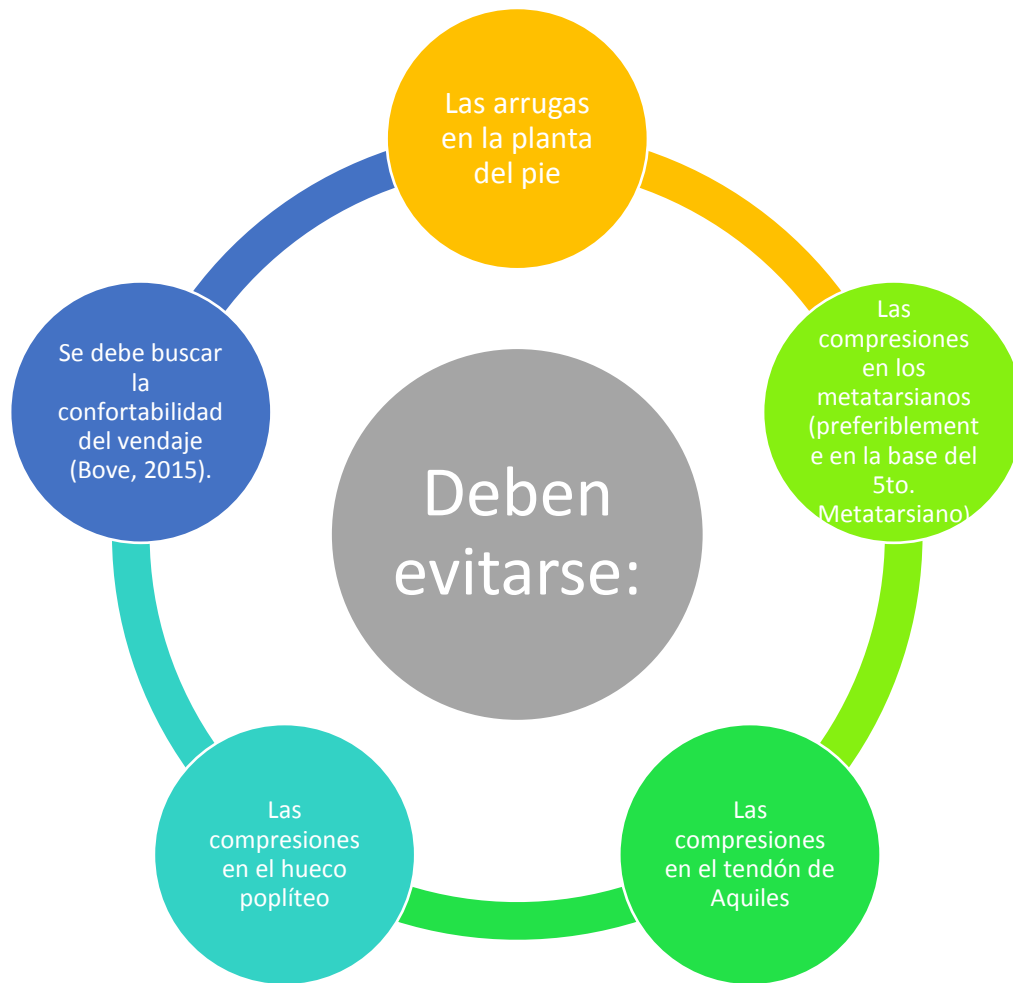 Las arrugas
en la planta
del pie
Las
compresiones
en los
metatarsianos
(preferiblement
e en la base del
5to.
Metatarsiano)
Las
compresiones
en el tendón de
Aquiles
Las
compresiones
en el hueco
poplíteo
Se debe buscar
la
confortabilidad
del vendaje
(Bove, 2015).
Deben
evitarse: